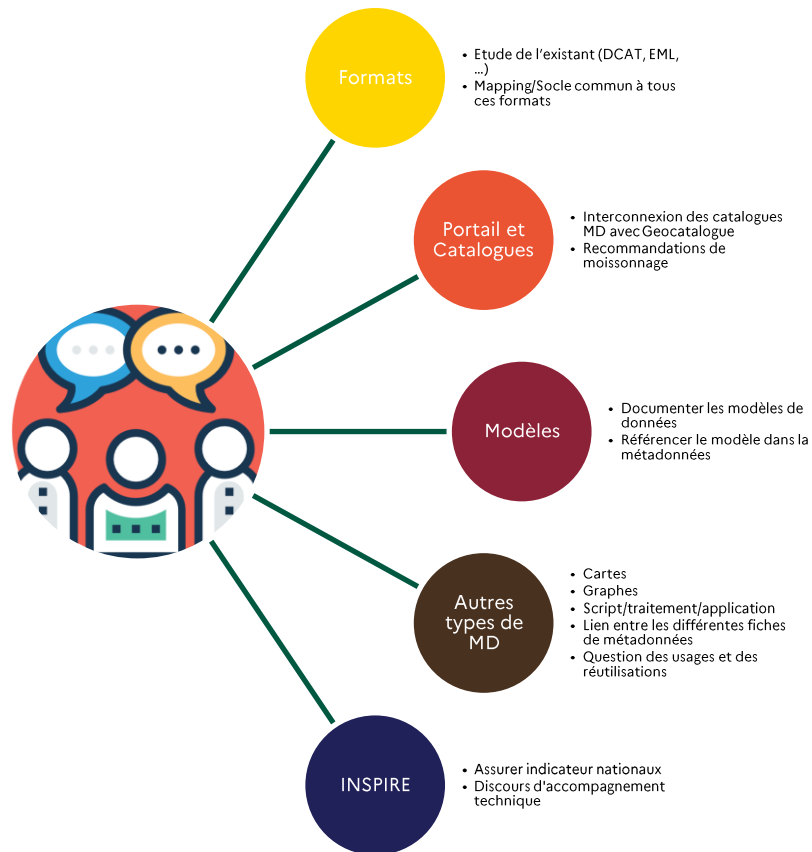 Formats
• Etude de l'existant (DCAT, EML,
...)
• Mapping/Socle commun à tous
ces formats
Portail et
Catalogues
• Interconnexion des catalogues
MD avec Geocatalogue
• Recommandations de
moissonnage
Modèles
• Documenter les modèles de
données
• Référencer le modèle dans la
métadonnées
Autres
types de
MD
• Cartes
• Graphes
• Script/traitement/application
• Lien entre les différentes fiches
de métadonnées
• Question des usages et des
réutilisations
INSPIRE
• Assurer indicateur nationaux
• Discours d'accompagnement
technique